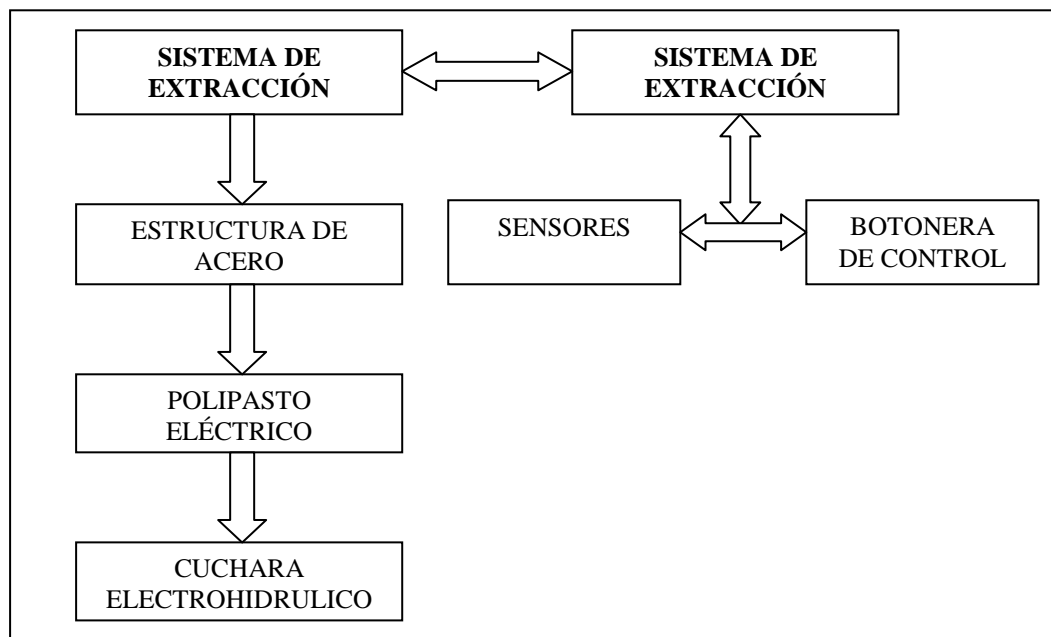 SISTEMA DE
EXTRACCIÓN
SISTEMA DE
EXTRACCIÓN
ESTRUCTURA DE
ACERO
SENSORES
BOTONERA
DE CONTROL
POLIPASTO
ELÉCTRICO
CUCHARA
ELECTROHIDRULICO